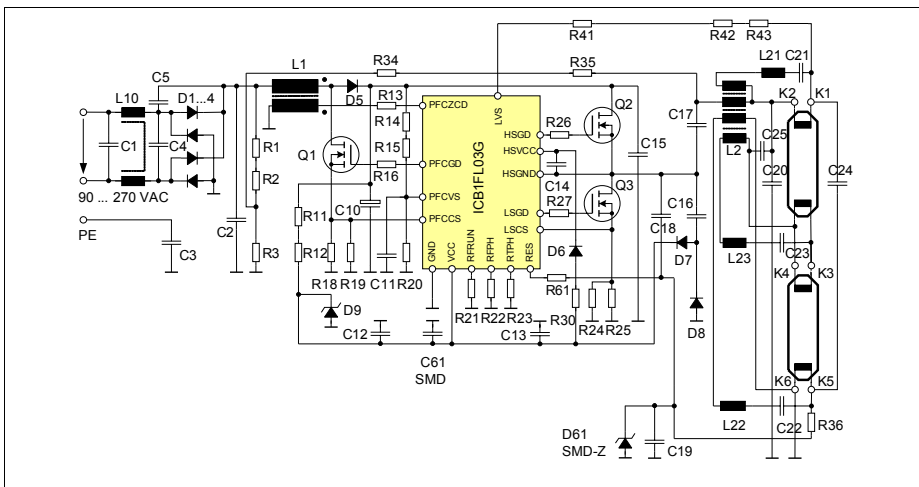 R41
R42 R43
L1
R34
R35
L21 C21
C5
L10 D1...4
D5
R13
PFCZCD
LVS
Q2
K2 K1
C17
R14
HSGD
R26
C1
C4
R1
Q1
R15
HSVCC
C15
L2
C25
C20
C24
R2
R16
PFCGD
ICB1FL03G
HSGND
C14
Q3
90 ... 270 VAC
PFCVS
R27
LSGD
C16
C18
PE
C2
R11
C10
PFCCS
LSCS
D6
D7
L23
C23
C3
R3
R12
GND
VCC
RFRUN
RFPH
RTPH
RES
K4 K3
R18 R19 C11 R20
R61
D9
R21 R22 R23
R30
R24 R25
D8
C12
C13
C61
SMD
K6 K5
L22
C22
R36
D61
SMD-Z
C19